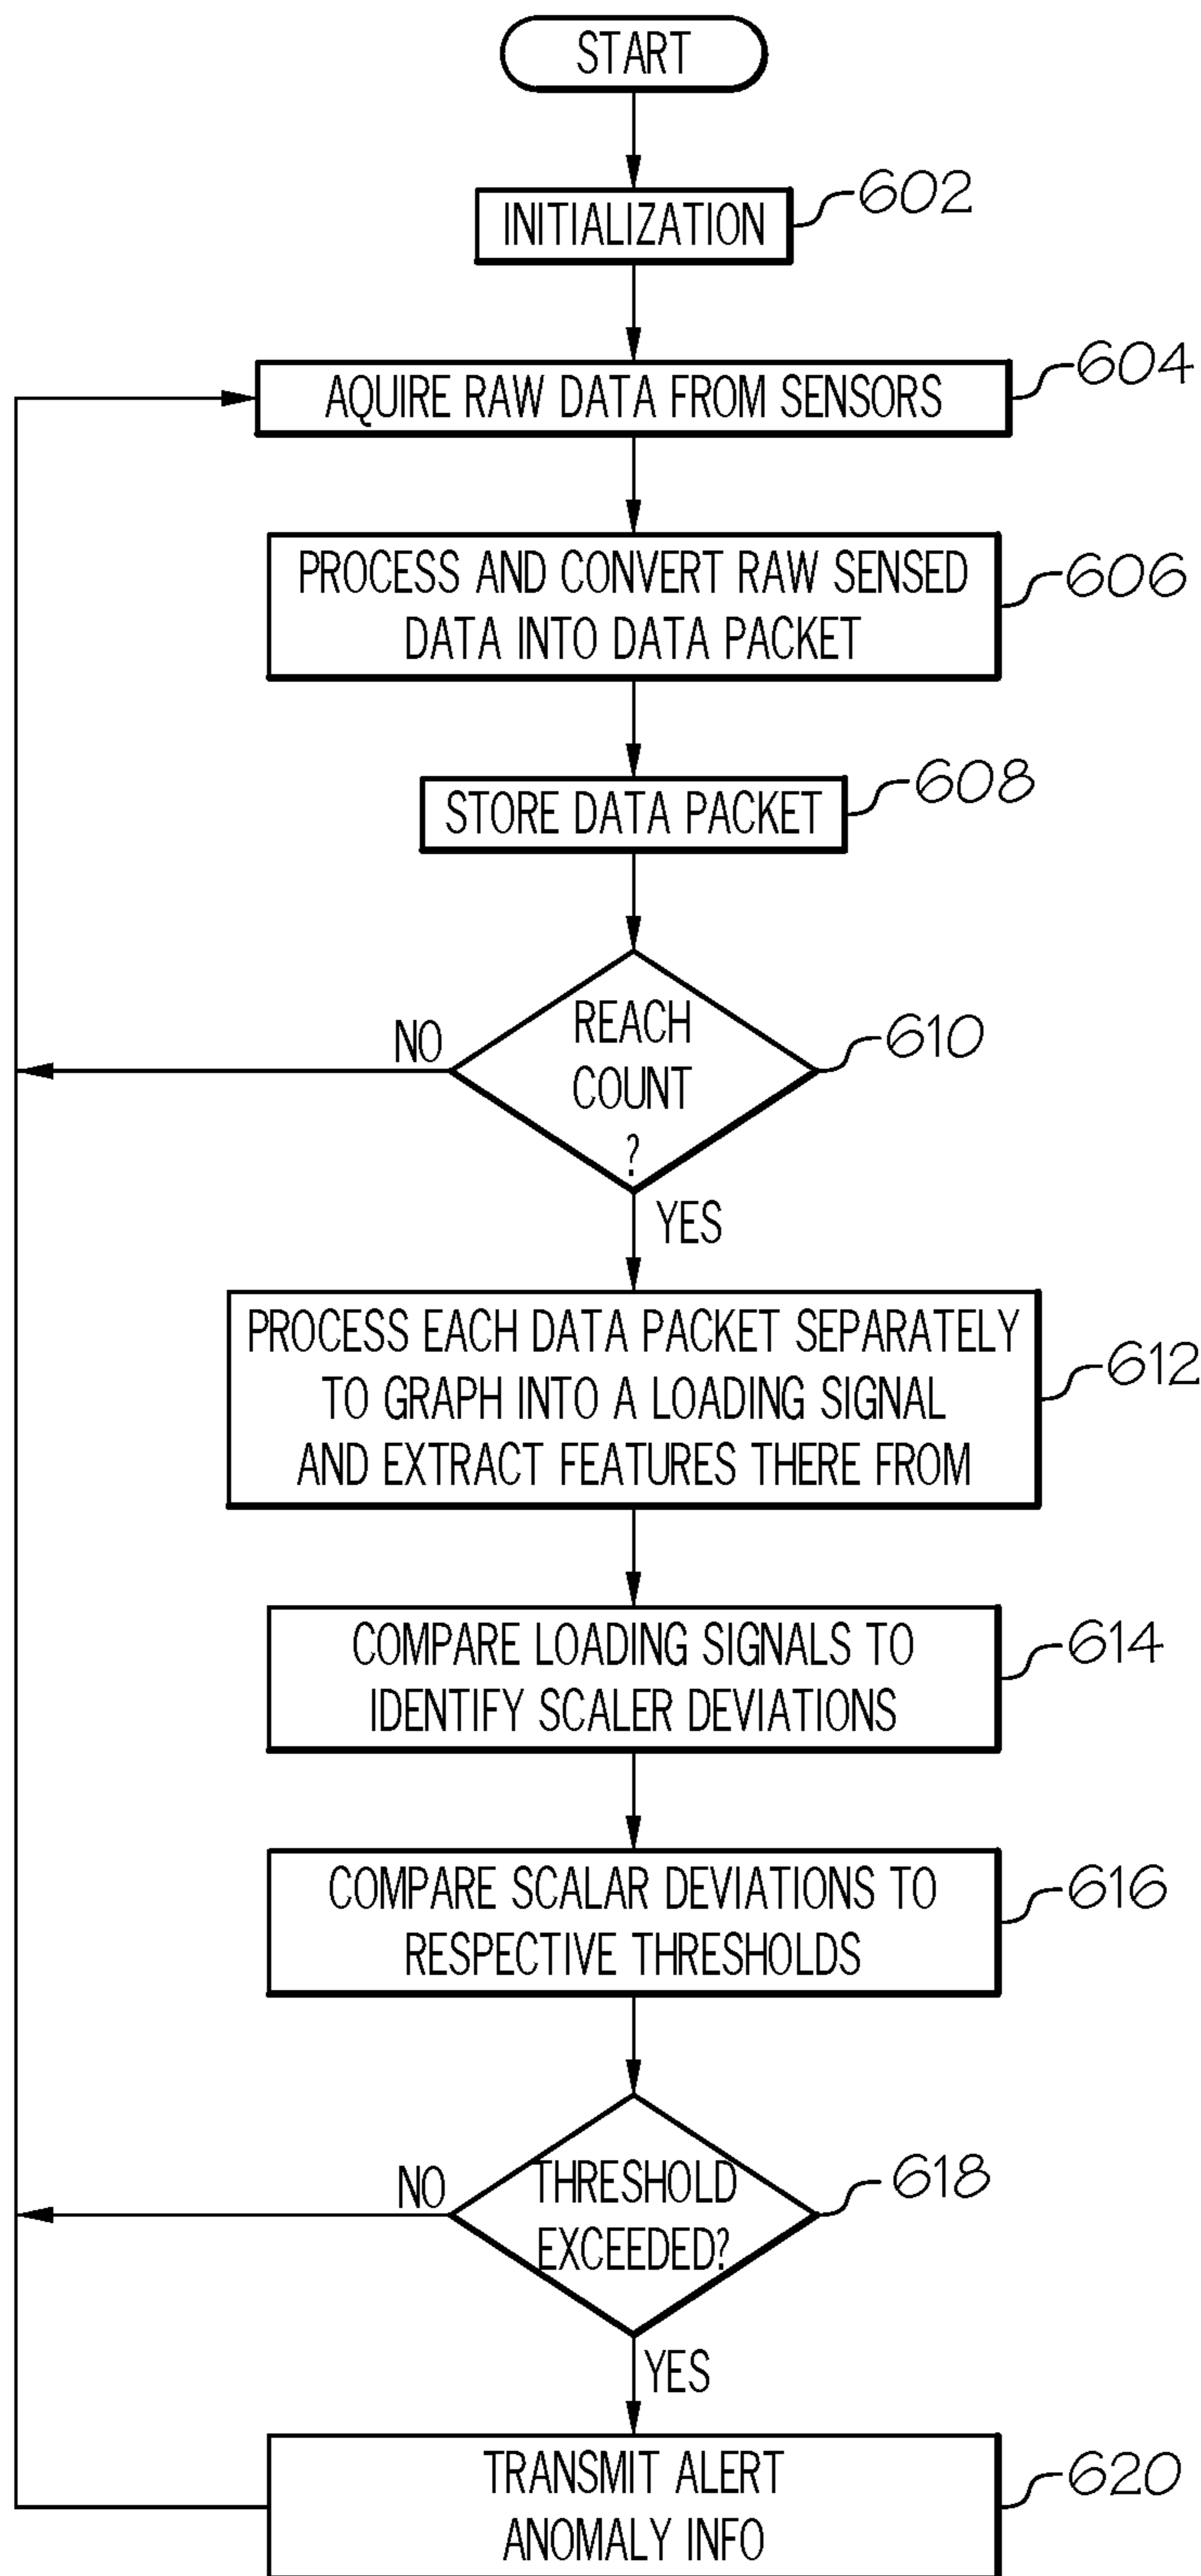 START
INITIALIZATION
602
AQUIRE RAW DATA FROM SENSORS
604
PROCESS AND CONVERT RAW SENSED
DATA INTO DATA PACKET
606
STORE DATA PACKET
608
REACH
COUNT
?
610
NO
YES
PROCESS EACH DATA PACKET SEPARATELY
TO GRAPH INTO A LOADING SIGNAL
AND EXTRACT FEATURES THERE FROM
612
COMPARE LOADING SIGNALS TO
IDENTIFY SCALER DEVIATIONS
614
COMPARE SCALAR DEVIATIONS TO
RESPECTIVE THRESHOLDS
616
THRESHOLD
EXCEEDED?
618
NO
YES
TRANSMIT ALERT
ANOMALY INFO
620